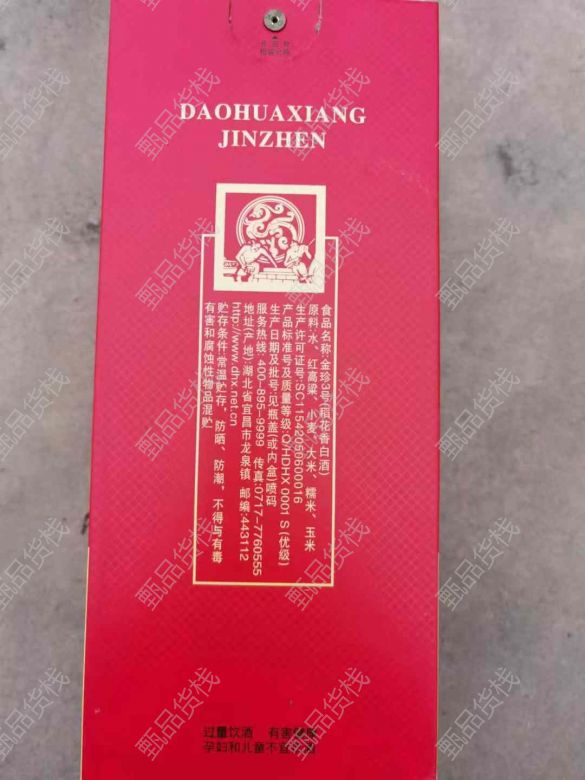 DAOHUAXIANG
JINZHEN
食品名称:金珍3号(稻花香白酒)
原料:水、红高粱、小麦、大米、糯米、玉米
生产许可证号:SC11542050600016
产品标准号及质量等级:Q/HDHX 0001 S(优级)
生产日期及批号:见瓶盖(或内盒)喷码
服务热线:400-895-9999 传真:0717-7760555
地址(产地):湖北省宜昌市龙泉镇 邮编:443112
http://www.dhx.net.cn
贮存条件:常温贮存,防晒、防潮,不得与有毒
有害和腐蚀性物品混贮
过量饮酒 有害健康
孕妇和儿童不宜饮酒
甄品货栈